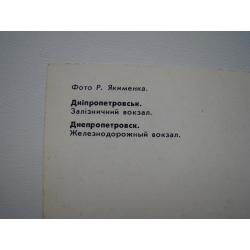 Фото Р. Якименка.
Дніпропетровськ.
Залізничний вокзал.
Днепропетровск.
Железнодорожный вокзал.